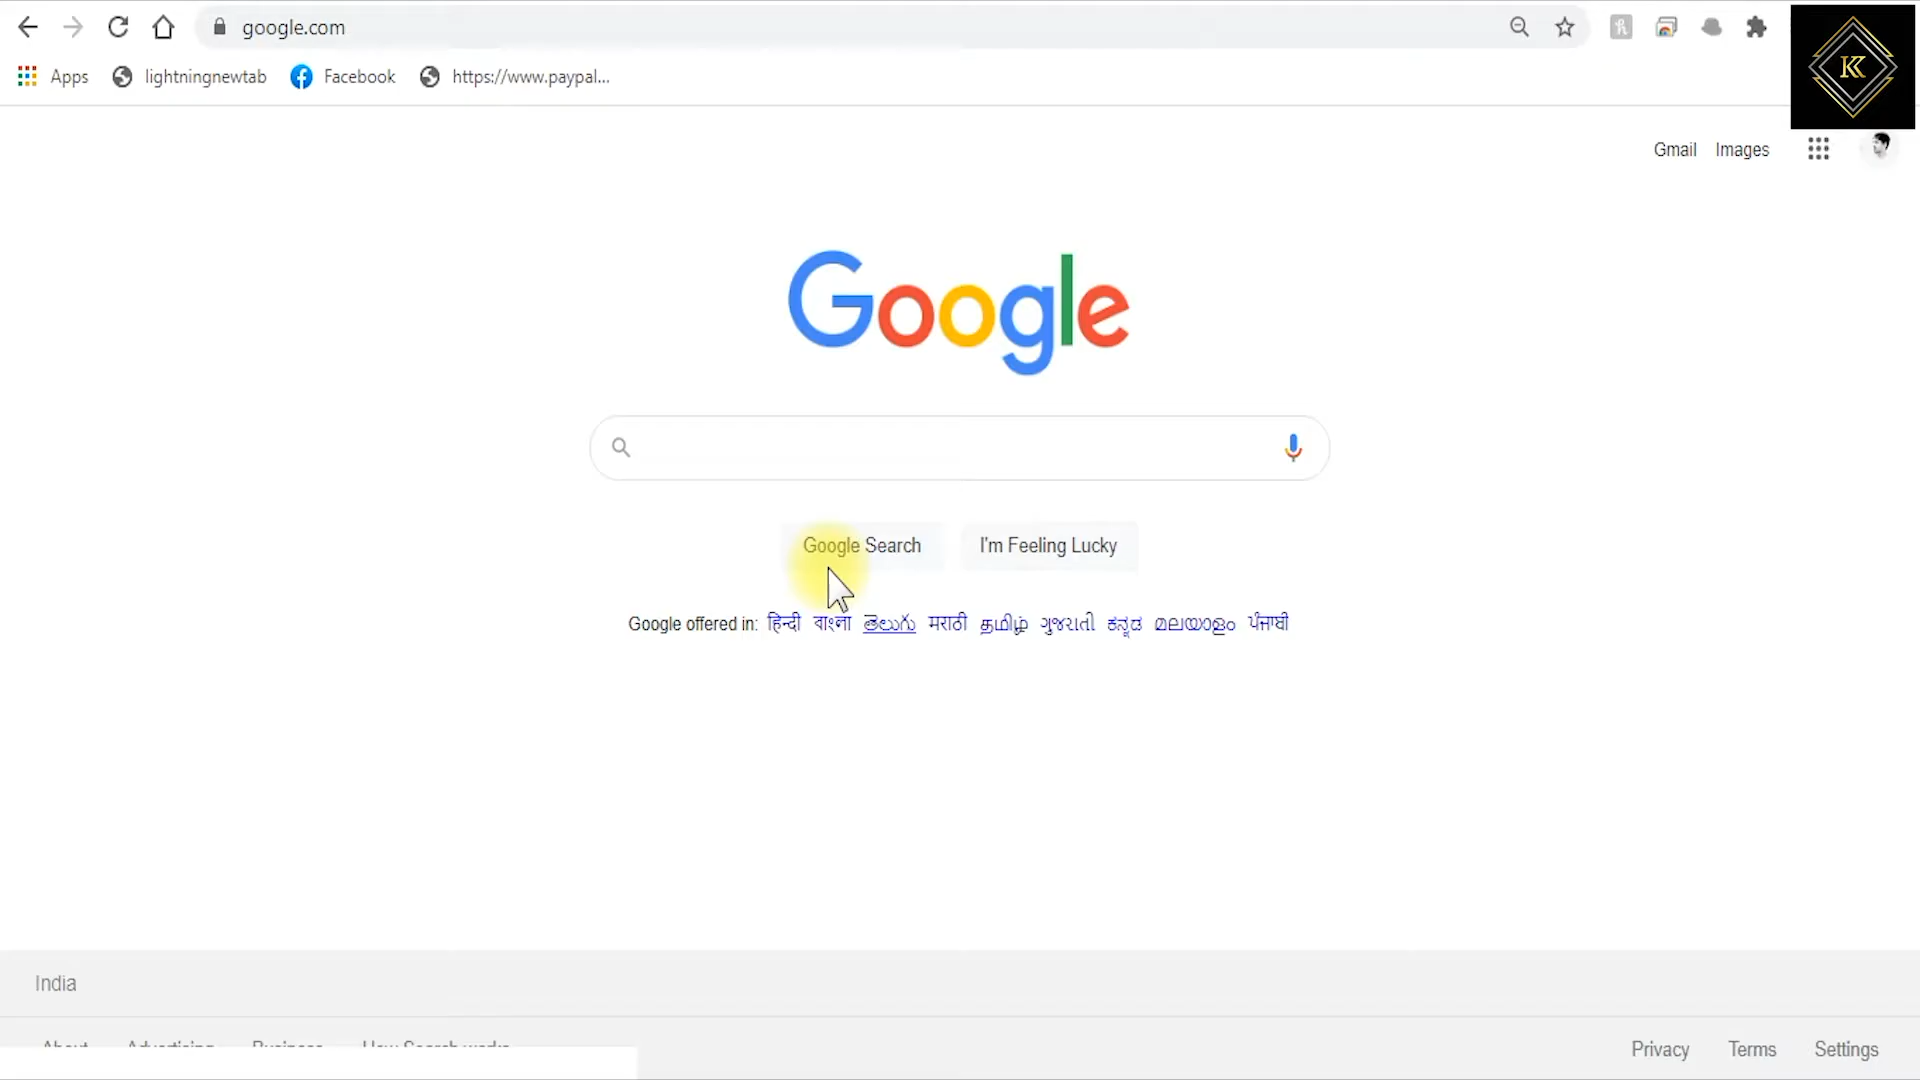 google.com
Apps lightningnewtab Facebook https://www.paypal...
KK
Gmail Images
Google
Google Search I'm Feeling Lucky
Google offered in: हिन्दी বাংলা తెలుగు मराठी தமிழ் ગુજરાતી ಕನ್ನಡ മലയാളം ਪੰਜਾਬੀ
India
About Advertising Business How Search works Privacy Terms Settings